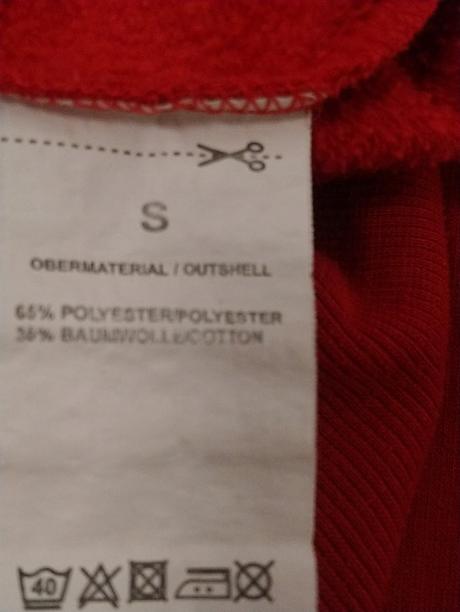 S
OBERMATERIAL / OUTSHELL
65% POLYESTER/POLYESTER
35% BAUMWOLLE/COTTON
40